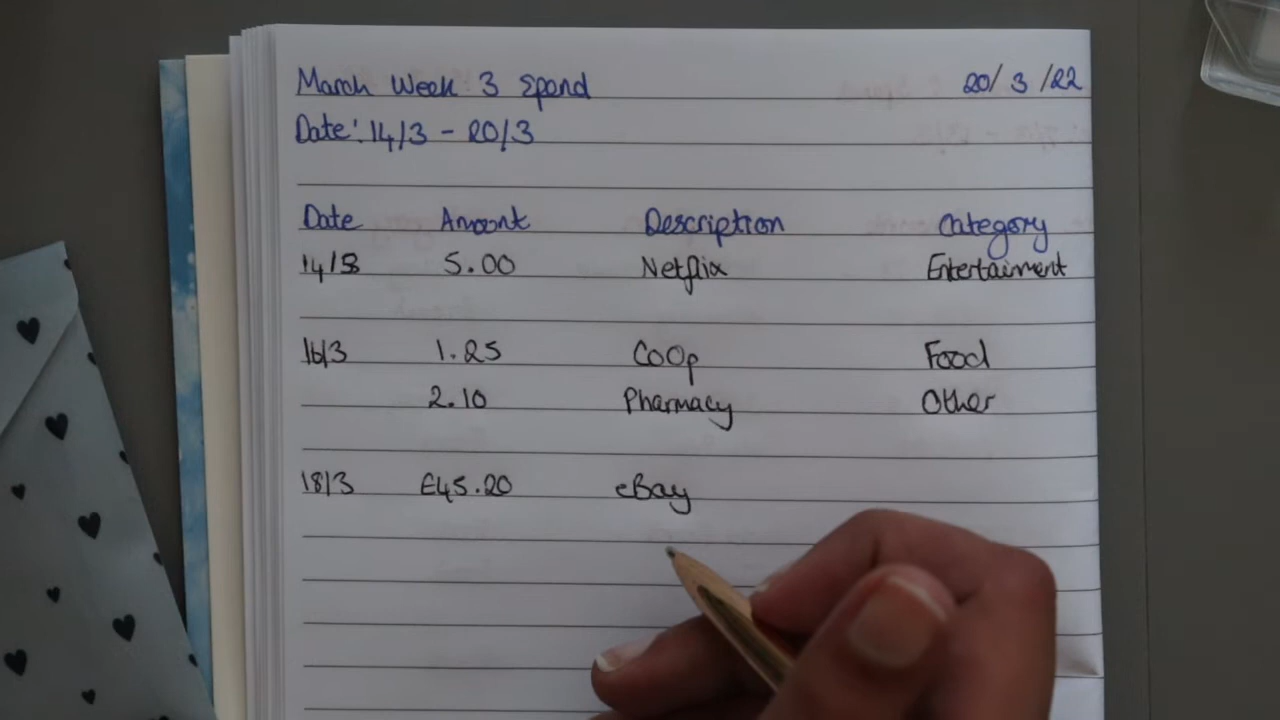 March Week 3 Spend 20/3/22
Date: 14/3 - 20/3
Date Amount Description Category
14/3 5.00 Netflix Entertaiment
16/3 1.25 CoOp Food
2.10 Pharmacy Other
18/3 £45.20 eBay